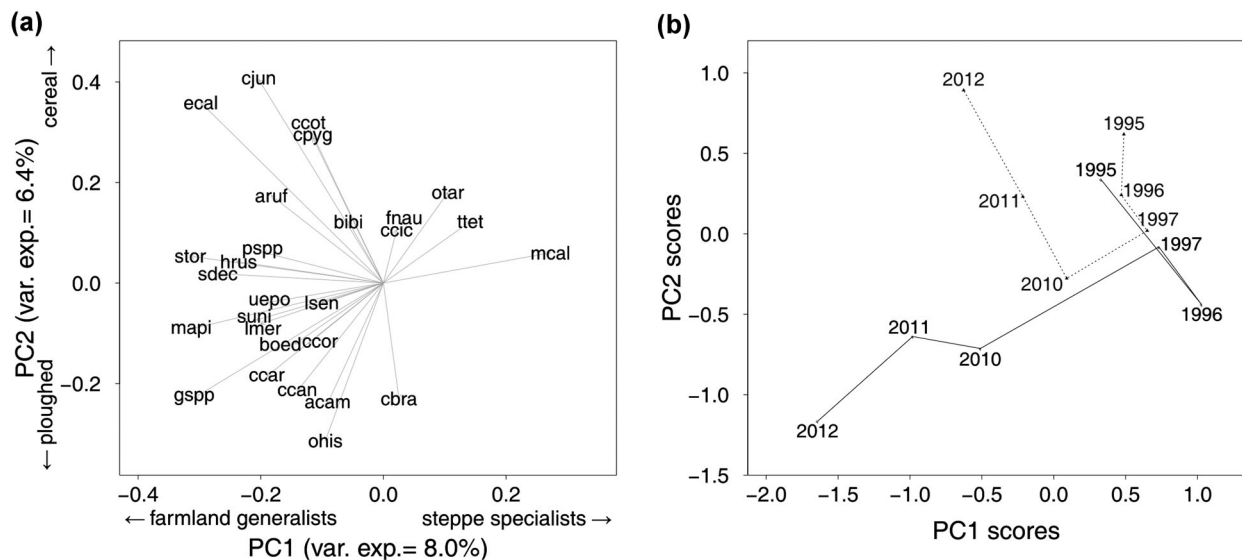 (a)
cereal →
← ploughed
PC2 (var. exp.= 6.4%)
0.4
0.2
0.0
−0.2
cjun
ecal
ccot
cpyg
aruf
bibi
otar
fnau
ccic
ttet
mcal
pspp
stor
hrus
sdec
uepo
lsen
suni
mapi
lmer
boed
ccor
ccar
ccan
gspp
acam
cbra
ohis
−0.4
−0.2
0.0
0.2
← farmland generalists
steppe specialists →
PC1 (var. exp.= 8.0%)
(b)
PC2 scores
1.0
0.5
0.0
−0.5
−1.0
−1.5
2012
1995
1995
1996
2011
1997
1997
2010
1996
2011
2010
2012
−2.0
−1.5
−1.0
−0.5
0.0
0.5
1.0
PC1 scores